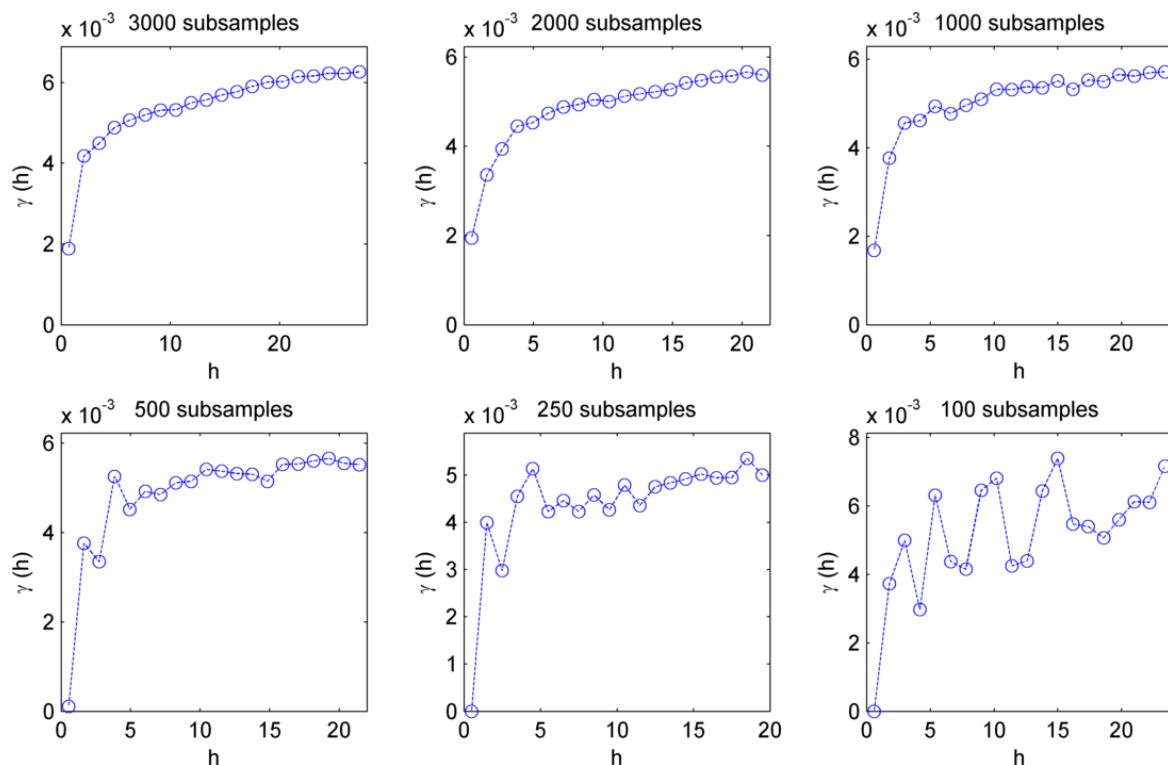 x 10-3 3000 subsamples
6
4
2
0
γ (h)
0 10 20
h
x 10-3 2000 subsamples
6
4
2
0
γ (h)
0 5 10 15 20
h
x 10-3 1000 subsamples
6
4
2
0
γ (h)
0 5 10 15 20
h
x 10-3 500 subsamples
6
4
2
0
γ (h)
0 5 10 15 20
h
x 10-3 250 subsamples
5
4
3
2
1
0
γ (h)
0 5 10 15 20
h
x 10-3 100 subsamples
8
6
4
2
0
γ (h)
0 5 10 15 20
h